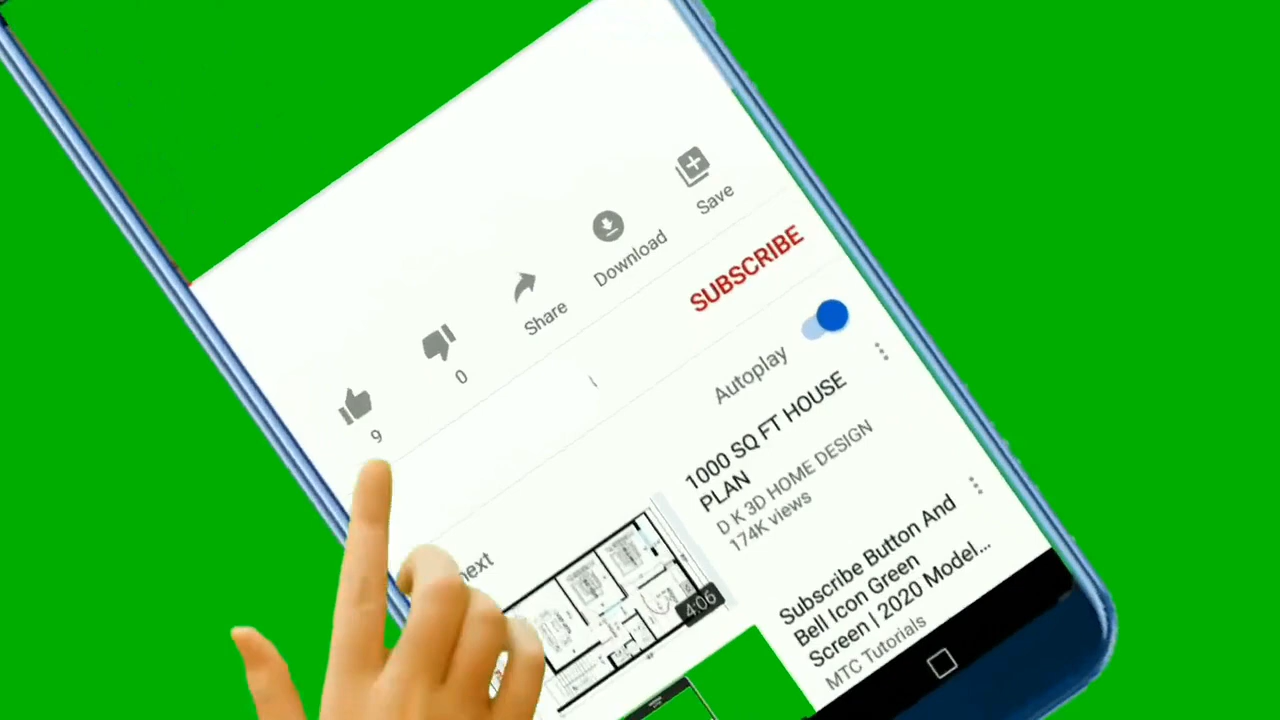 9
0
Share
Download
Save
SUBSCRIBE
Autoplay
next
1000 SQ FT HOUSE
PLAN
D K 3D HOME DESIGN
174K views
4:06
Subscribe Button And
Bell Icon Green
Screen | 2020 Model...
MTC Tutorials